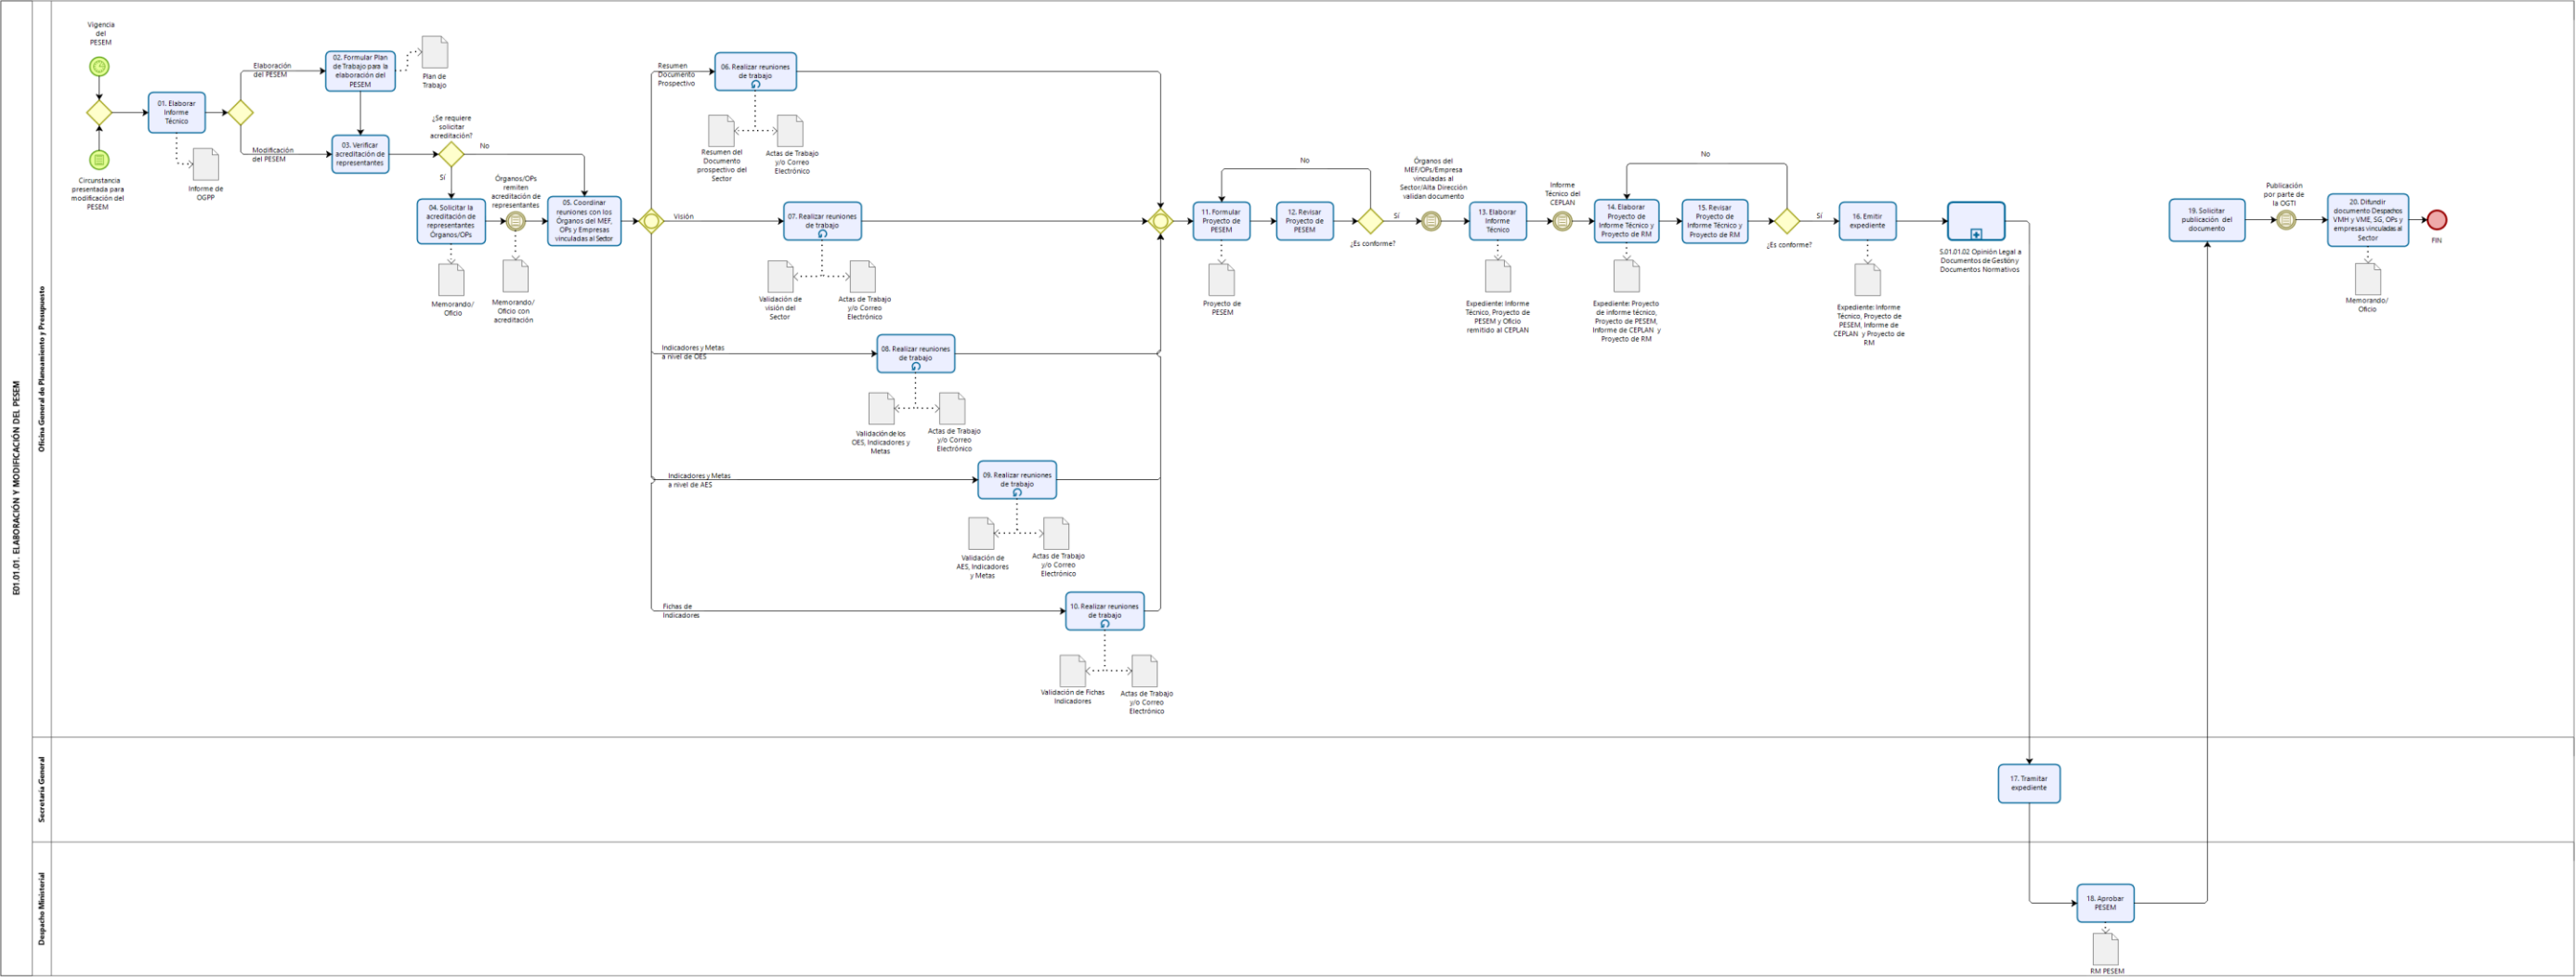 E01.01.01. ELABORACIÓN Y MODIFICACIÓN DEL PESEM
Oficina General de Planeamiento y Presupuesto
Vigencia
del
PESEM
Circunstancia
presentada para
modificación del
PESEM
01. Elaborar
Informe
Técnico
Informe de
OGPP
Elaboración
del PESEM
Modificación
del PESEM
02. Formular Plan
de Trabajo para la
elaboración del
PESEM
Plan de
Trabajo
03. Verificar
acreditación de
representantes
¿Se requiere
solicitar
acreditación?
No
Sí
04. Solicitar la
acreditación de
representantes
Órganos/OPs
Memorando/
Oficio
Órganos/OPs
remiten
acreditación de
representantes
Memorando/
Oficio con
acreditación
05. Coordinar
reuniones con los
Órganos del MEF,
OPs y Empresas
vinculadas al Sector
Resumen
Documento
Prospectivo
06. Realizar reuniones
de trabajo
Resumen del
Documento
prospectivo del
Sector
Actas de Trabajo
y/o Correo
Electrónico
Visión
07. Realizar reuniones
de trabajo
Validación de
visión del
Sector
Actas de Trabajo
y/o Correo
Electrónico
Indicadores y Metas
a nivel de OES
08. Realizar reuniones
de trabajo
Validación de los
OES, Indicadores y
Metas
Actas de Trabajo
y/o Correo
Electrónico
Indicadores y Metas
a nivel de AES
09. Realizar reuniones
de trabajo
Validación de
AES, Indicadores
y Metas
Actas de Trabajo
y/o Correo
Electrónico
Fichas de
Indicadores
10. Realizar reuniones
de trabajo
Validación de Fichas
Indicadores
Actas de Trabajo
y/o Correo
Electrónico
11. Formular
Proyecto de
PESEM
Proyecto de
PESEM
12. Revisar
Proyecto de
PESEM
No
¿Es conforme?
Sí
Órganos del
MEF/OPs/Empresa
vinculadas al
Sector/Alta Dirección
validan documento
13. Elaborar
Informe
Técnico
Expediente: Informe
Técnico, Proyecto de
PESEM y Oficio
remitido al CEPLAN
Informe
Técnico del
CEPLAN
14. Elaborar
Proyecto de
Informe Técnico y
Proyecto de RM
Expediente: Proyecto
de informe técnico,
Proyecto de PESEM,
Informe de CEPLAN y
Proyecto de RM
15. Revisar
Proyecto de
Informe Técnico y
Proyecto de RM
No
¿Es conforme?
Sí
16. Emitir
expediente
Expediente: Informe
Técnico, Proyecto de
PESEM, Informe de
CEPLAN y Proyecto de
RM
S.01.01.02 Opinión Legal a
Documentos de Gestión y
Documentos Normativos
19. Solicitar
publicación del
documento
Publicación
por parte de
la OGTI
20. Difundir
documento Despachos
VMH y VME, SG, OPs y
empresas vinculadas al
Sector
Memorando/
Oficio
FIN
Secretaría General
17. Tramitar
expediente
Despacho Ministerial
18. Aprobar
PESEM
RM PESEM